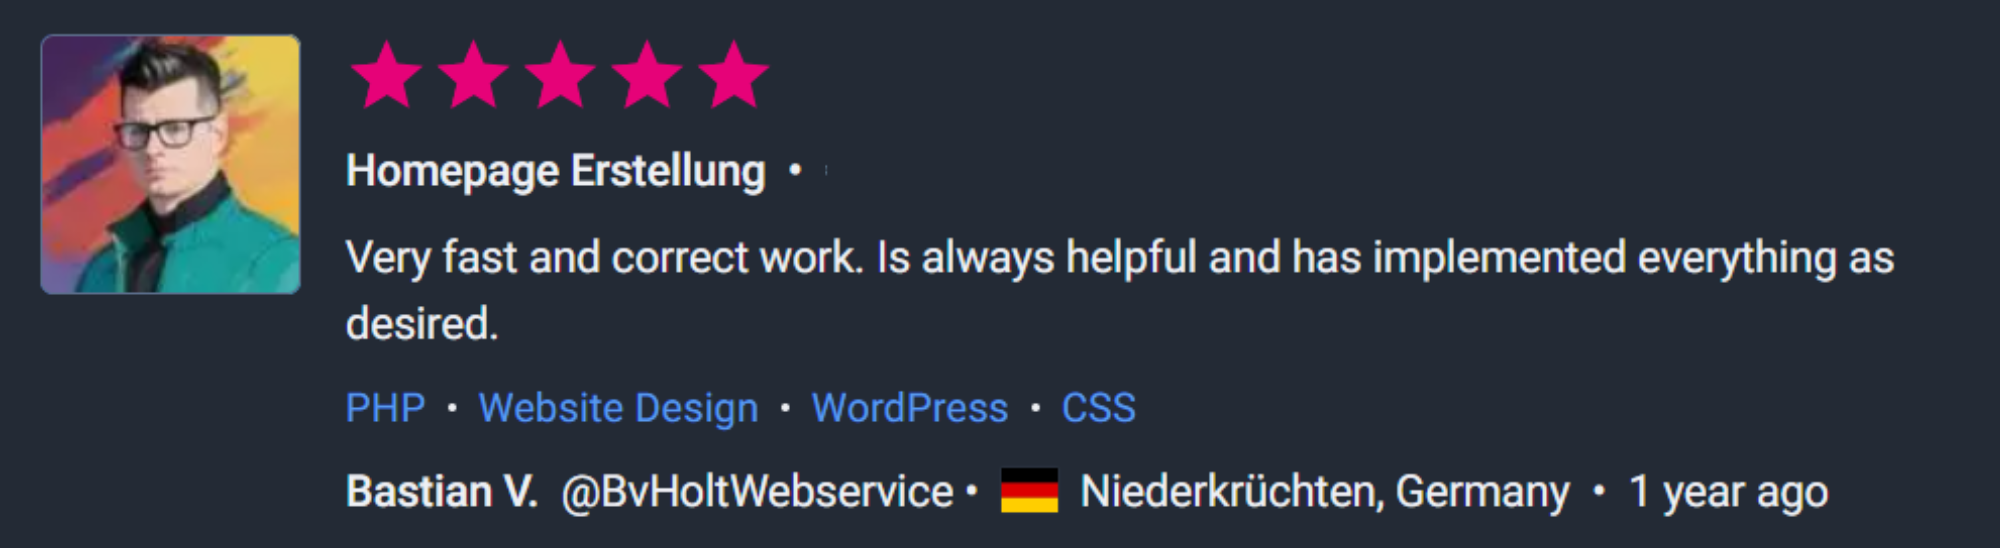 Homepage Erstellung •
Very fast and correct work. Is always helpful and has implemented everything as
desired.
PHP • Website Design • WordPress • CSS
Bastian V. @BvHoltWebservice • Niederkrüchten, Germany • 1 year ago